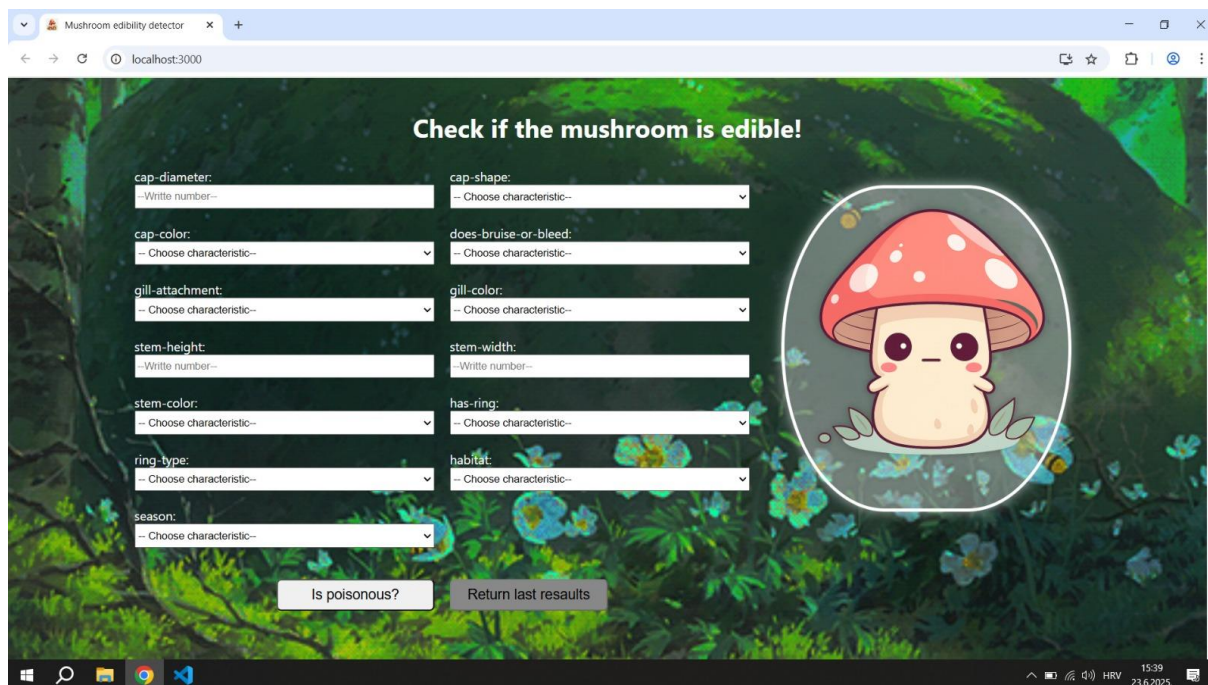 Mushroom edibility detector
localhost:3000
Check if the mushroom is edible!
cap-diameter: cap-shape:
--Writte number-- -- Choose characteristic--
cap-color: does-bruise-or-bleed:
-- Choose characteristic-- -- Choose characteristic--
gill-attachment: gill-color:
-- Choose characteristic-- -- Choose characteristic--
stem-height: stem-width:
--Writte number-- --Writte number--
stem-color: has-ring:
-- Choose characteristic-- -- Choose characteristic--
ring-type: habitat:
-- Choose characteristic-- -- Choose characteristic--
season:
-- Choose characteristic--
Is poisonous? Return last resaults
HRV 15:39
23.6.2025.